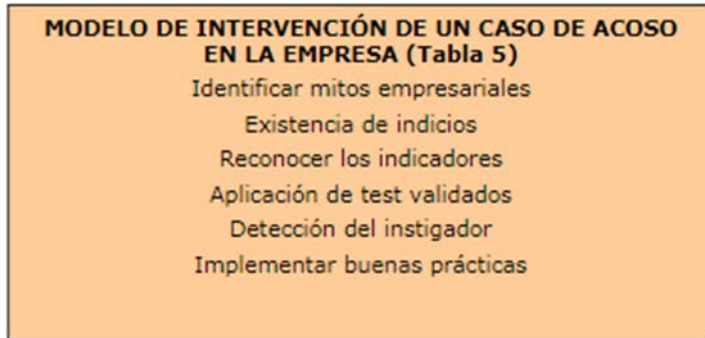 MODELO DE INTERVENCIÓN DE UN CASO DE ACOSO
EN LA EMPRESA (Tabla 5)
Identificar mitos empresariales
Existencia de indicios
Reconocer los indicadores
Aplicación de test validados
Detección del instigador
Implementar buenas prácticas